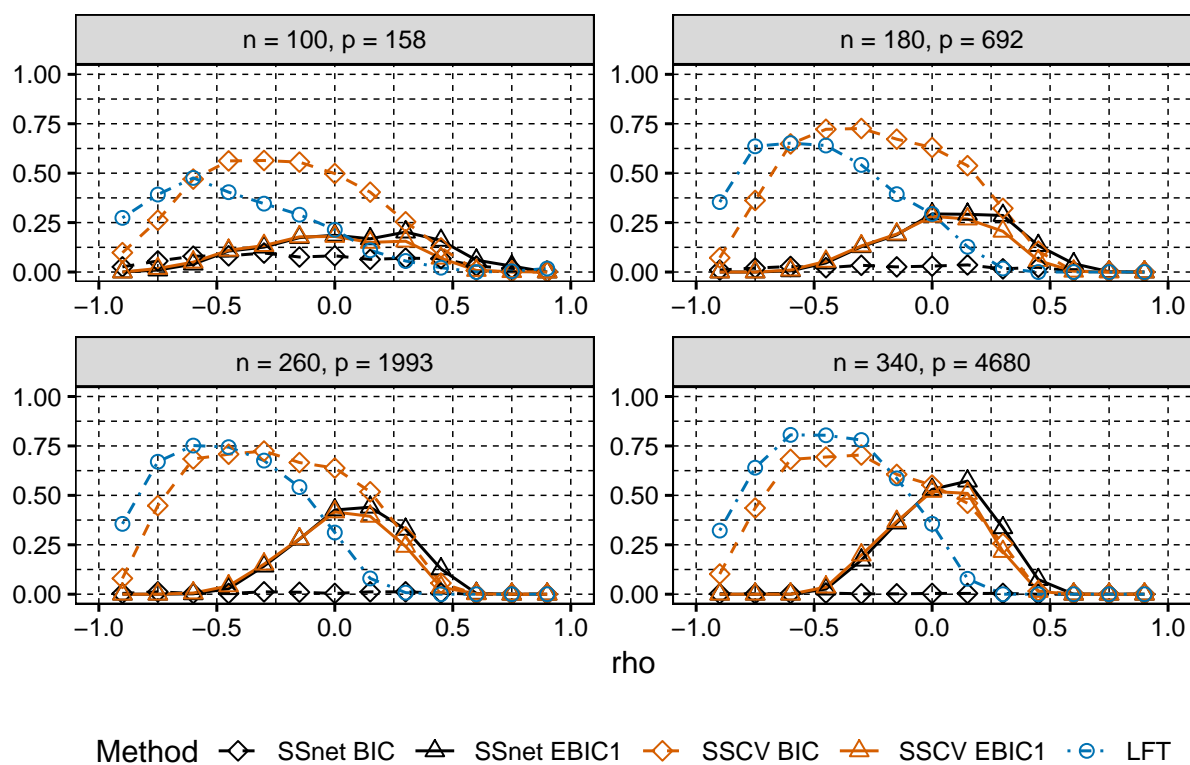 n = 100, p = 158
n = 180, p = 692
1.00
0.75
0.50
0.25
0.00
−1.0 −0.5 0.0 0.5 1.0
1.00
0.75
0.50
0.25
0.00
−1.0 −0.5 0.0 0.5 1.0
n = 260, p = 1993
n = 340, p = 4680
1.00
0.75
0.50
0.25
0.00
−1.0 −0.5 0.0 0.5 1.0
1.00
0.75
0.50
0.25
0.00
−1.0 −0.5 0.0 0.5 1.0
rho
Method SSnet BIC SSnet EBIC1 SSCV BIC SSCV EBIC1 LFT